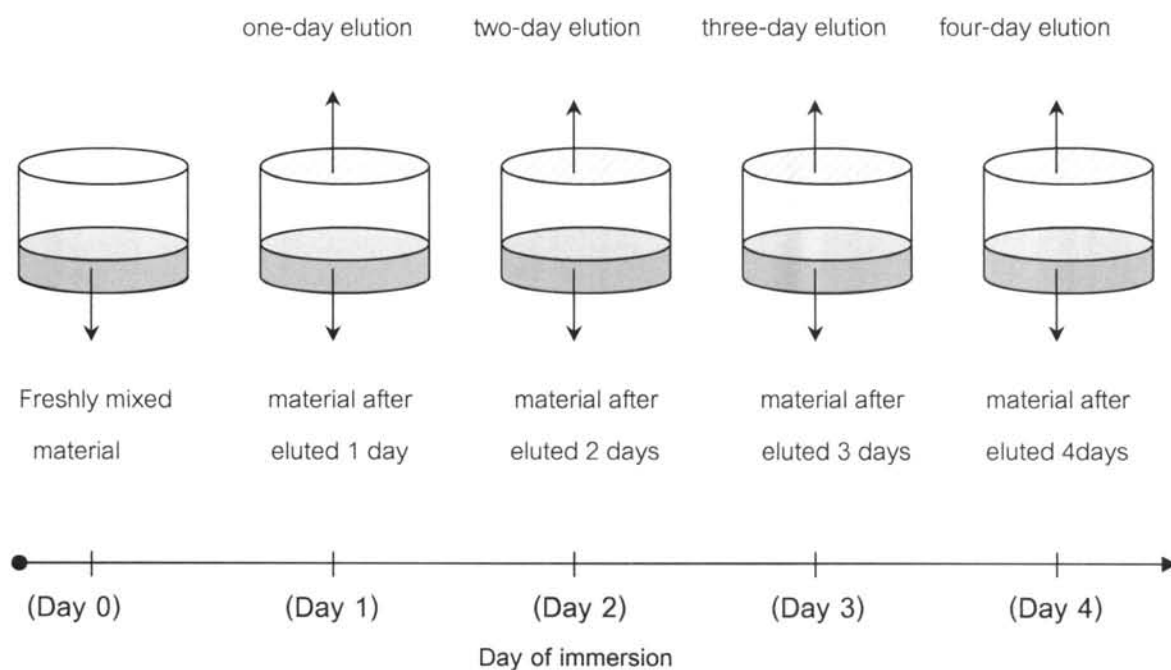 one-day elution two-day elution three-day elution four-day elution
Freshly mixed material after material after material after material after
material eluted 1 day eluted 2 days eluted 3 days eluted 4days
(Day 0) (Day 1) (Day 2) (Day 3) (Day 4)
Day of immersion